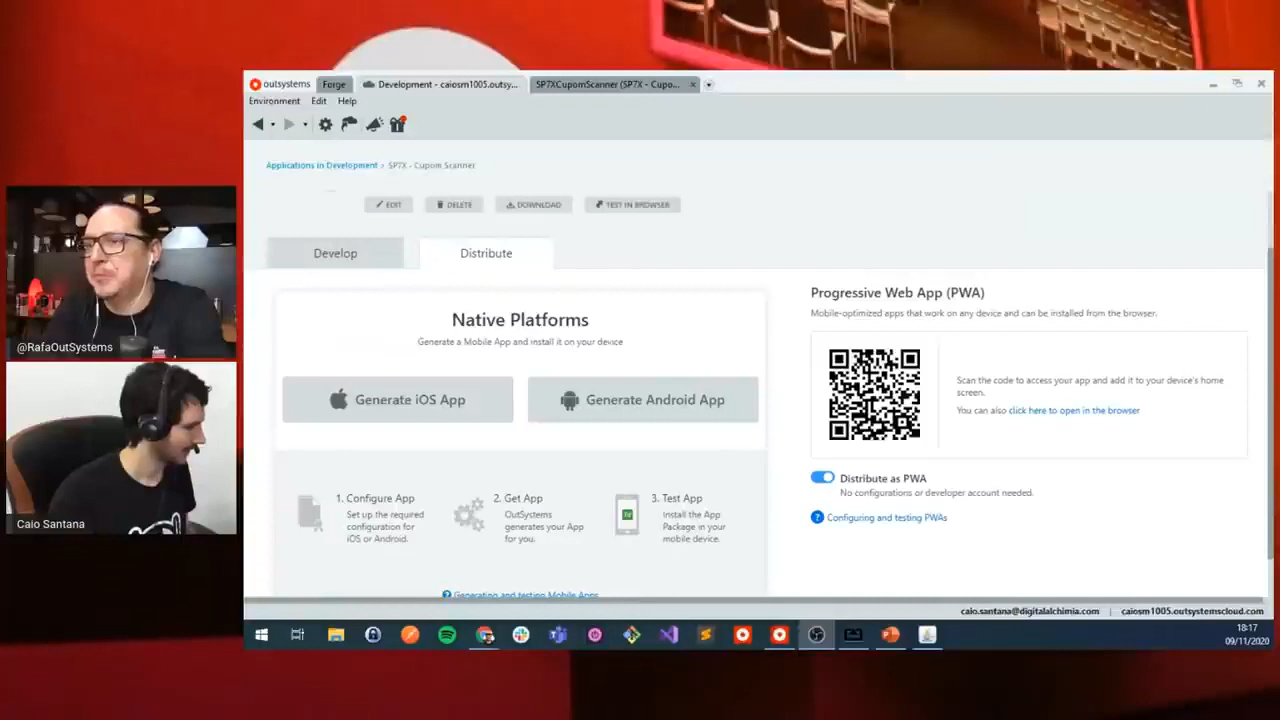 outsystems
Forge
Development - caiosm1005.outsy...
SP7XCupomScanner (SP7X - Cupo...
Environment
Edit
Help
Applications in Development > SP7X - Cupom Scanner
EDIT
DELETE
DOWNLOAD
TEST IN BROWSER
Develop
Distribute
Native Platforms
Generate a Mobile App and install it on your device
Generate iOS App
Generate Android App
1. Configure App
Set up the required
configuration for
iOS or Android.
2. Get App
OutSystems
generates your App
for you.
3. Test App
Install the App
Package in your
mobile device.
Generating and testing Mobile Apps
Progressive Web App (PWA)
Mobile-optimized apps that work on any device and can be installed from the browser.
Scan the code to access your app and add it to your device's home
screen.
You can also click here to open in the browser
Distribute as PWA
No configurations or developer account needed.
Configuring and testing PWAs
caio.santana@digitalalchimia.com
caiosm1005.outsystemscloud.com
18:17
09/11/2020
@RafaOutSystems
Caio Santana